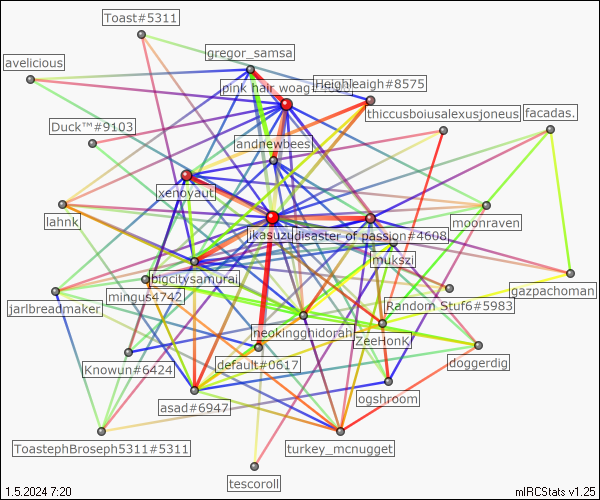 Toast#5311
gregor_samsa
avelicious
pink hair woag
Heighleaigh#8575
thiccusboiusalexusjoneus
facadas.
Duck™#9103
andnewbees
xenoyaut
lahnk
moonraven
jkasuzu
disaster of passion#4608
mukszi
bigcitysamurai
gazpachoman
mingus4742
jarlbreadmaker
Random Stuf6#5983
neokingghidorah
ZeeHonK
doggerdig
Knowun#6424
default#0617
ogshroom
asad#6947
ToastephBroseph5311#5311
turkey_mcnugget
tescoroll
1.5.2024 7:20
mIRCStats v1.25